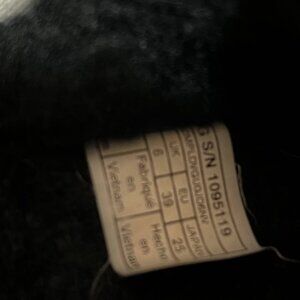 G S/N 1095119
UK EU JAPAN
6 39 25
Fabriqué en Vietnam
Hecho en Vietnam